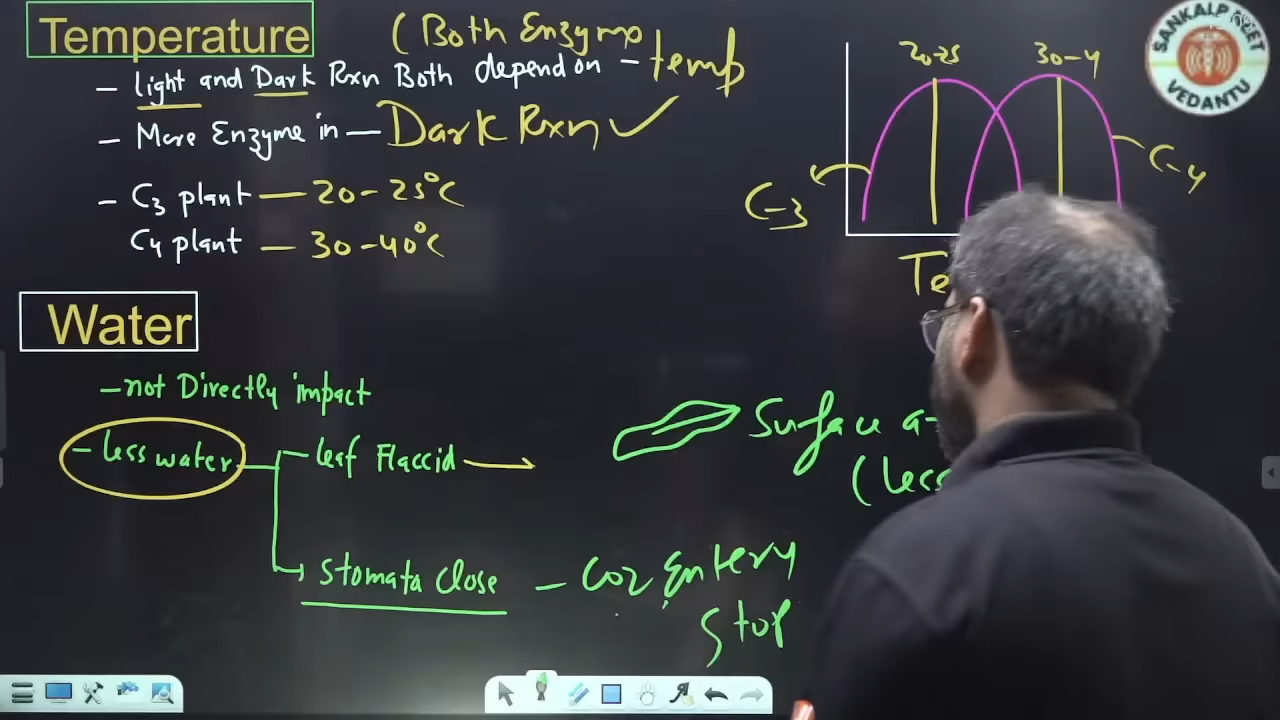 Temperature
(Both Enzyme
- Light and Dark Rxn Both depend on - temp
- More Enzyme in - Dark Rxn ✓
- C3 plant - 20-25°C
C4 plant - 30-40°C
20-25
30-4
C-3
C-4
Te
SANKALP NEET
VEDANTU
Water
- not Directly impact
- less water
- leaf Flaccid
Surface a-
(less
Stomata Close - CO2 Entery
Stop